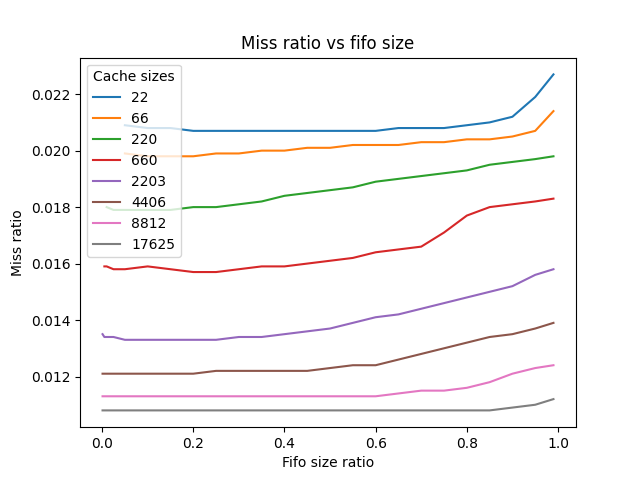 Miss ratio vs fifo size
Miss ratio
0.022
0.020
0.018
0.016
0.014
0.012
Cache sizes
22
66
220
660
2203
4406
8812
17625
0.0 0.2 0.4 0.6 0.8 1.0
Fifo size ratio